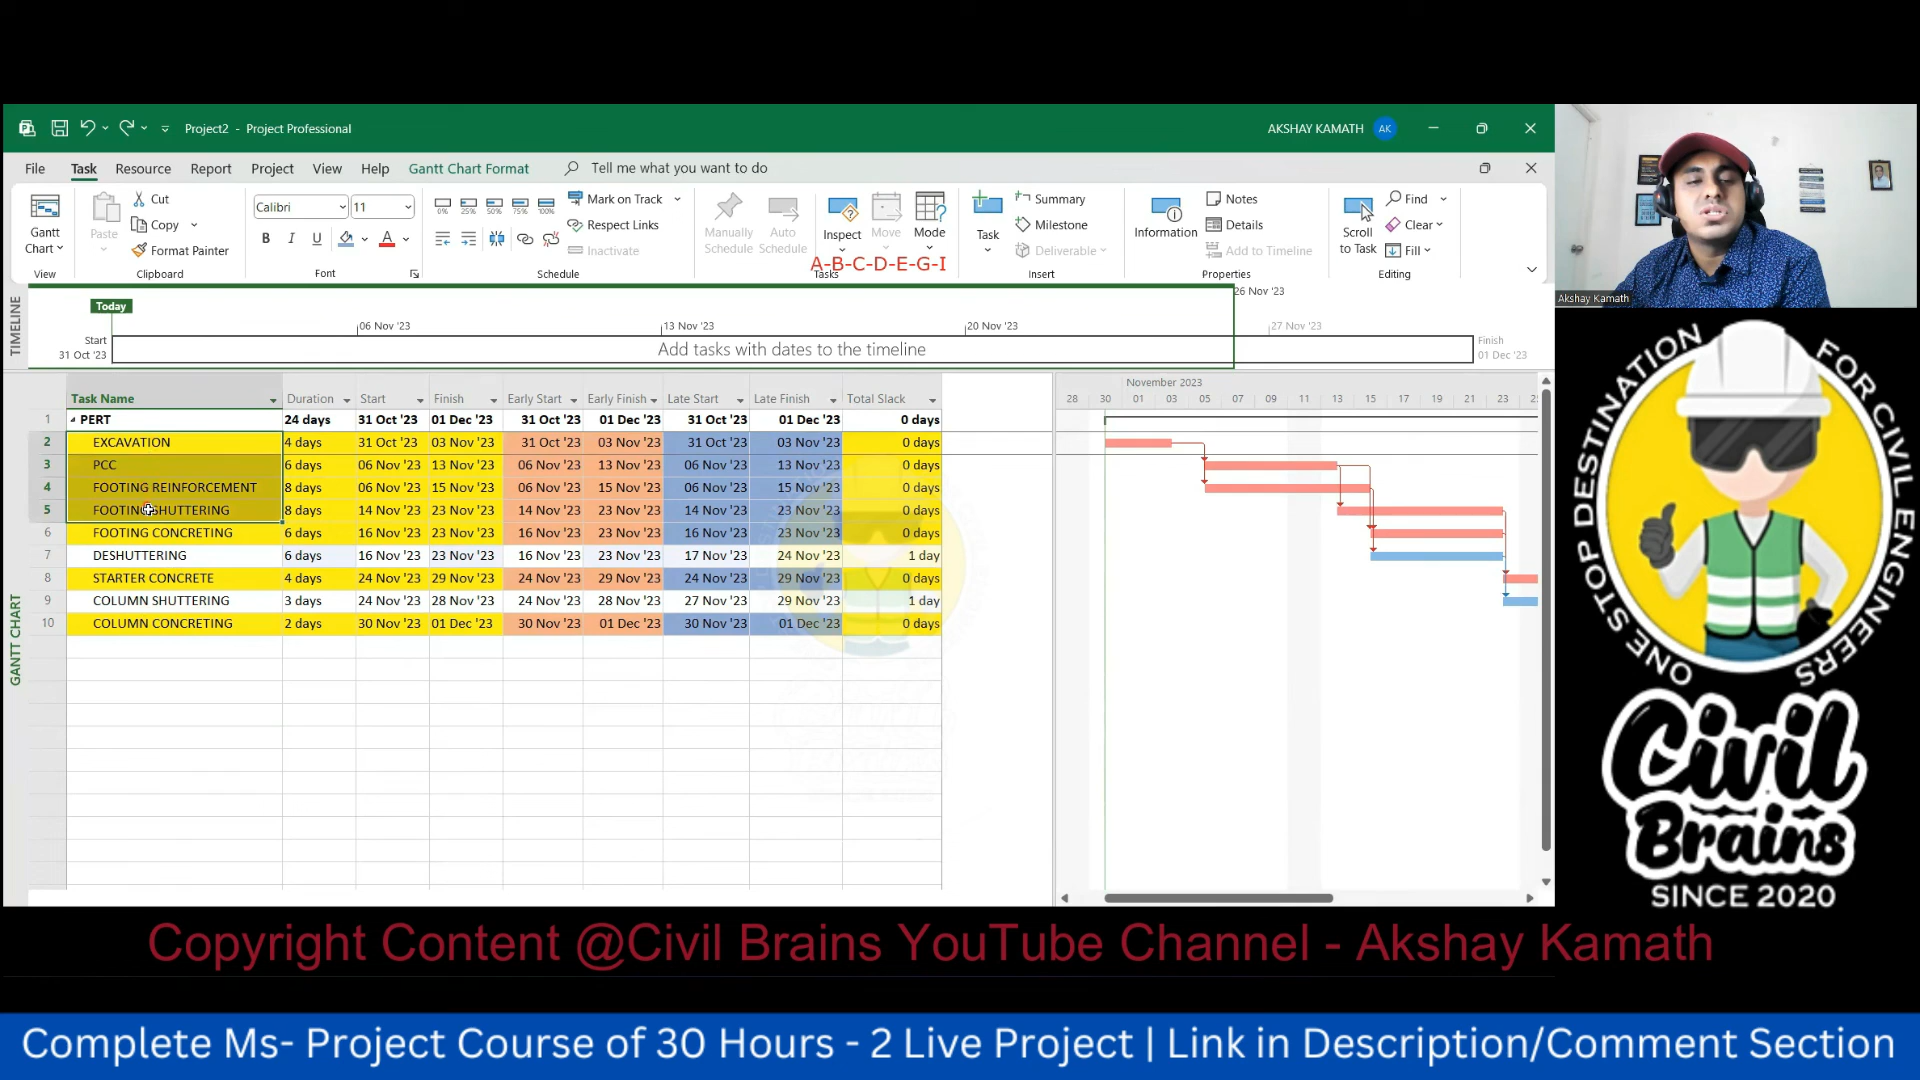 Project2 - Project Professional
AKSHAY KAMATH AK
File Task Resource Report Project View Help Gantt Chart Format Tell me what you want to do
Gantt Chart
View
Paste
Cut
Copy
Format Painter
Clipboard
Calibri 11
B I U A
Font
0% 25% 50% 75% 100%
Mark on Track
Respect Links
Inactivate
Schedule
Manually Schedule
Auto Schedule
Inspect
Move
Mode
Tasks
A-B-C-D-E-G-I
Task
Summary
Milestone
Deliverable
Insert
Information
Notes
Details
Add to Timeline
Properties
Scroll to Task
Find
Clear
Fill
Editing
Akshay Kamath
TIMELINE
Today
26 Nov '23
06 Nov '23 13 Nov '23 20 Nov '23 27 Nov '23
Start
31 Oct '23
Add tasks with dates to the timeline
Finish
01 Dec '23
GANTT CHART
Task Name Duration Start Finish Early Start Early Finish Late Start Late Finish Total Slack
1 PERT 24 days 31 Oct '23 01 Dec '23 31 Oct '23 01 Dec '23 31 Oct '23 01 Dec '23 0 days
2 EXCAVATION 4 days 31 Oct '23 03 Nov '23 31 Oct '23 03 Nov '23 31 Oct '23 03 Nov '23 0 days
3 PCC 6 days 06 Nov '23 13 Nov '23 06 Nov '23 13 Nov '23 06 Nov '23 13 Nov '23 0 days
4 FOOTING REINFORCEMENT 8 days 06 Nov '23 15 Nov '23 06 Nov '23 15 Nov '23 06 Nov '23 15 Nov '23 0 days
5 FOOTING SHUTTERING 8 days 14 Nov '23 23 Nov '23 14 Nov '23 23 Nov '23 14 Nov '23 23 Nov '23 0 days
6 FOOTING CONCRETING 6 days 16 Nov '23 23 Nov '23 16 Nov '23 23 Nov '23 16 Nov '23 23 Nov '23 0 days
7 DESHUTTERING 6 days 16 Nov '23 23 Nov '23 16 Nov '23 23 Nov '23 17 Nov '23 24 Nov '23 1 day
8 STARTER CONCRETE 4 days 24 Nov '23 29 Nov '23 24 Nov '23 29 Nov '23 24 Nov '23 29 Nov '23 0 days
9 COLUMN SHUTTERING 3 days 24 Nov '23 28 Nov '23 24 Nov '23 28 Nov '23 27 Nov '23 29 Nov '23 1 day
10 COLUMN CONCRETING 2 days 30 Nov '23 01 Dec '23 30 Nov '23 01 Dec '23 30 Nov '23 01 Dec '23 0 days
November 2023
28 30 01 03 05 07 09 11 13 15 17 19 21 23
ONE STOP DESTINATION FOR CIVIL ENGINEERS
Civil
Brains
SINCE 2020
Copyright Content @Civil Brains YouTube Channel - Akshay Kamath
Complete Ms- Project Course of 30 Hours - 2 Live Project | Link in Description/Comment Section